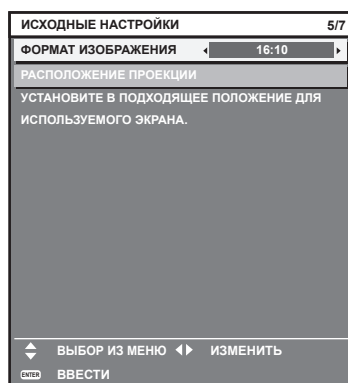 ИСХОДНЫЕ НАСТРОЙКИ 5/7
ФОРМАТ ИЗОБРАЖЕНИЯ 16:10
РАСПОЛОЖЕНИЕ ПРОЕКЦИИ
УСТАНОВИТЕ В ПОДХОДЯЩЕЕ ПОЛОЖЕНИЕ ДЛЯ
ИСПОЛЬЗУЕМОГО ЭКРАНА.
ВЫБОР ИЗ МЕНЮ ИЗМЕНИТЬ
ENTER ВВЕСТИ